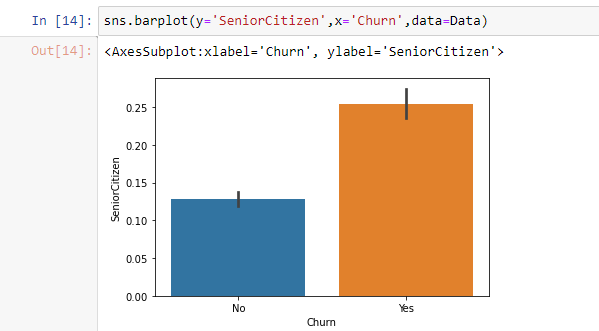 In [14]: sns.barplot(y='SeniorCitizen',x='Churn',data=Data)
Out[14]: <AxesSubplot:xlabel='Churn', ylabel='SeniorCitizen'>
0.25
0.20
0.15
0.10
0.05
0.00
SeniorCitizen
No Yes
Churn